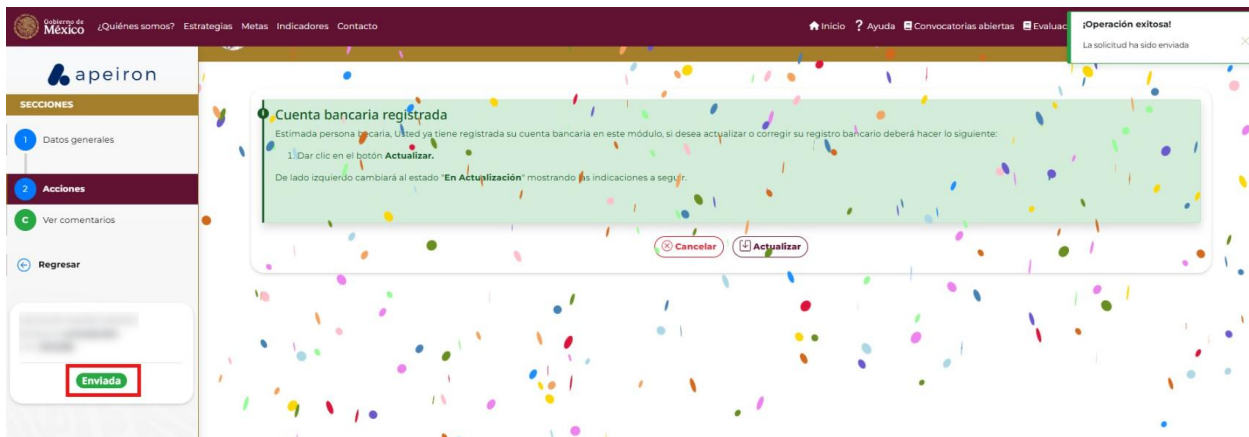 Gobierno de
México
¿Quiénes somos? Estrategias Metas Indicadores Contacto
Inicio ? Ayuda Convocatorias abiertas
¡Operación exitosa!
La solicitud ha sido enviada
apeiron
SECCIONES
1 Datos generales
2 Acciones
C Ver comentarios
Regresar
Enviada
Cuenta bancaria registrada
Estimada persona becaria, Usted ya tiene registrada su cuenta bancaria en este módulo, si desea actualizar o corregir su registro bancario deberá hacer lo siguiente:
1. Dar clic en el botón Actualizar.
De lado izquierdo cambiará al estado "En Actualización" mostrando las indicaciones a seguir.
Cancelar
Actualizar